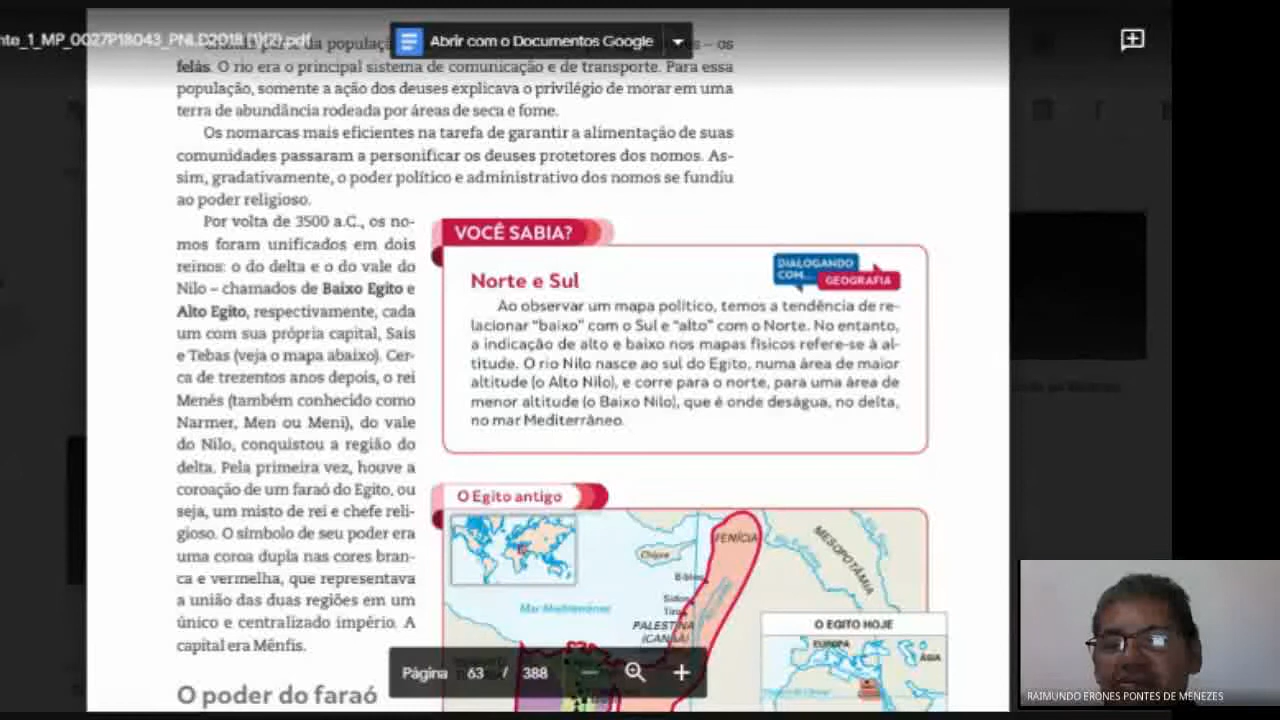 nte_1_MP_0027P18043_PNLD2018 (1)(2).pdf
Abrir com o Documentos Google
da populaç
– os
felás. O rio era o principal sistema de comunicação e de transporte. Para essa
população, somente a ação dos deuses explicava o privilégio de morar em uma
terra de abundância rodeada por áreas de seca e fome.
Os nomarcas mais eficientes na tarefa de garantir a alimentação de suas
comunidades passaram a personificar os deuses protetores dos nomos. As-
sim, gradativamente, o poder político e administrativo dos nomos se fundiu
ao poder religioso.
Por volta de 3500 a.C., os no-
mos foram unificados em dois
reinos: o do delta e o do vale do
Nilo – chamados de Baixo Egito e
Alto Egito, respectivamente, cada
um com sua própria capital, Sais
e Tebas (veja o mapa abaixo). Cer-
ca de trezentos anos depois, o rei
Menés (também conhecido como
Narmer, Men ou Meni), do vale
do Nilo, conquistou a região do
delta. Pela primeira vez, houve a
coroação de um faraó do Egito, ou
seja, um misto de rei e chefe reli-
gioso. O símbolo de seu poder era
uma coroa dupla nas cores bran-
ca e vermelha, que representava
a união das duas regiões em um
único e centralizado império. A
capital era Mênfis.
O poder do faraó
VOCÊ SABIA?
DIALOGANDO
COM...
GEOGRAFIA
Norte e Sul
Ao observar um mapa político, temos a tendência de re-
lacionar “baixo” com o Sul e “alto” com o Norte. No entanto,
a indicação de alto e baixo nos mapas físicos refere-se à al-
titude. O rio Nilo nasce ao sul do Egito, numa área de maior
altitude (o Alto Nilo), e corre para o norte, para uma área de
menor altitude (o Baixo Nilo), que é onde deságua, no delta,
no mar Mediterrâneo.
O Egito antigo
FENÍCIA
MESOPOTÂMIA
Chipre
Biblos
Sidon
Tiro
Mar Mediterrâneo
PALESTINA
(CANAÃ)
O EGITO HOJE
EUROPA
ÁSIA
Página 63 / 388
RAIMUNDO ERONES PONTES DE MENEZES